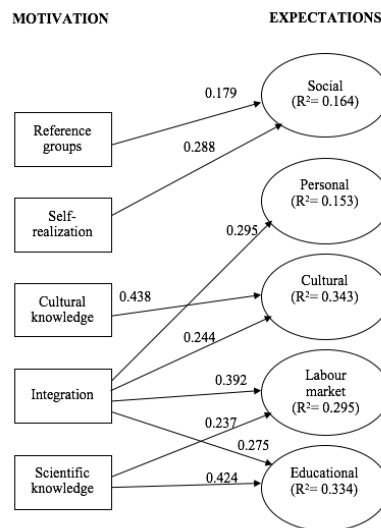 MOTIVATION
EXPECTATIONS
Social
(R²= 0.164)
0.179
Reference
groups
0.288
Personal
(R²= 0.153)
Self-
realization
0.295
Cultural
(R²= 0.343)
Cultural
knowledge
0.438
0.244
Labour
market
(R²= 0.295)
Integration
0.392
0.237
0.275
Educational
(R²= 0.334)
Scientific
knowledge
0.424